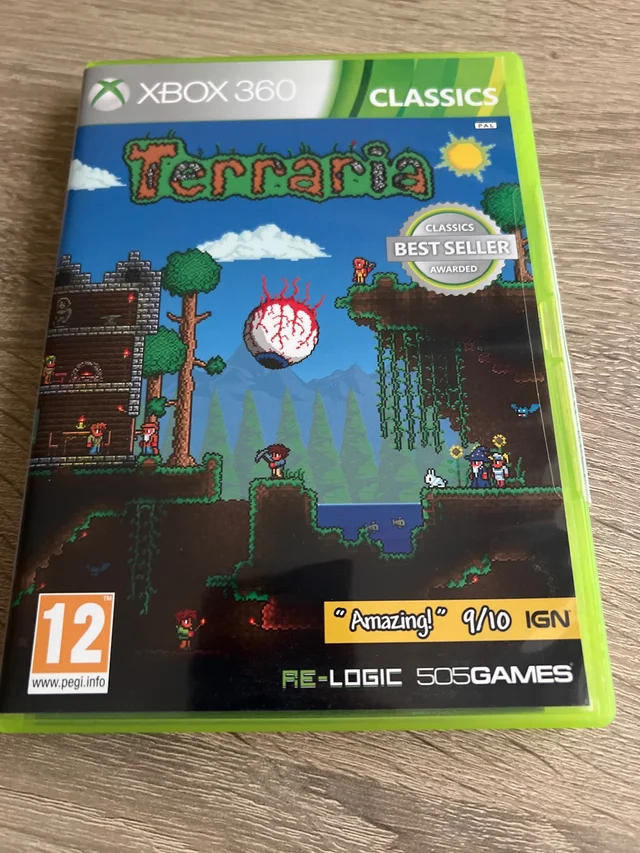 XBOX 360
CLASSICS
PAL
Terraria
CLASSICS
BEST SELLER
AWARDED
12
TM
www.pegi.info
"Amazing!" 9/10 IGN
RE-LOGIC 505GAMES